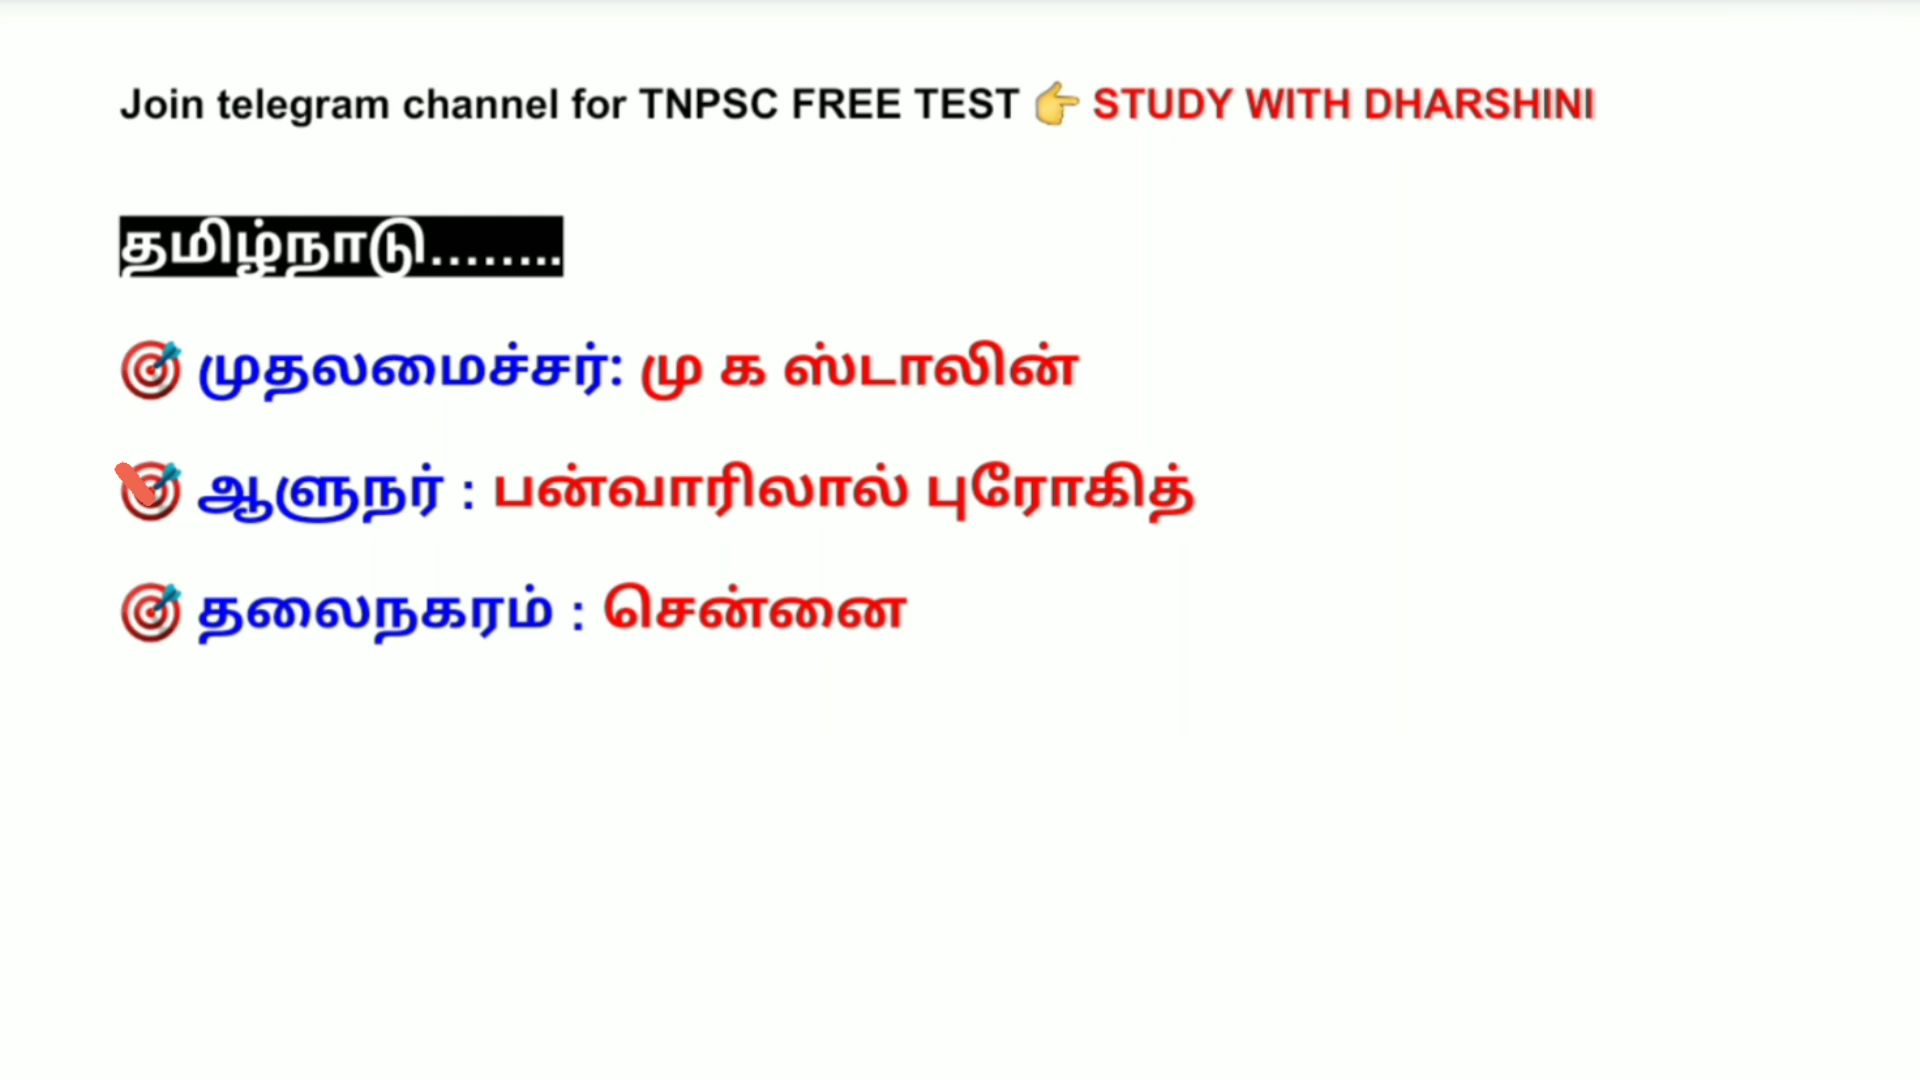 Join telegram channel for TNPSC FREE TEST 👉 STUDY WITH DHARSHINI
தமிழ்நாடு........
🎯 முதலமைச்சர்: மு க ஸ்டாலின்
🎯 ஆளுநர் : பன்வாரிலால் புரோகித்
🎯 தலைநகரம் : சென்னை